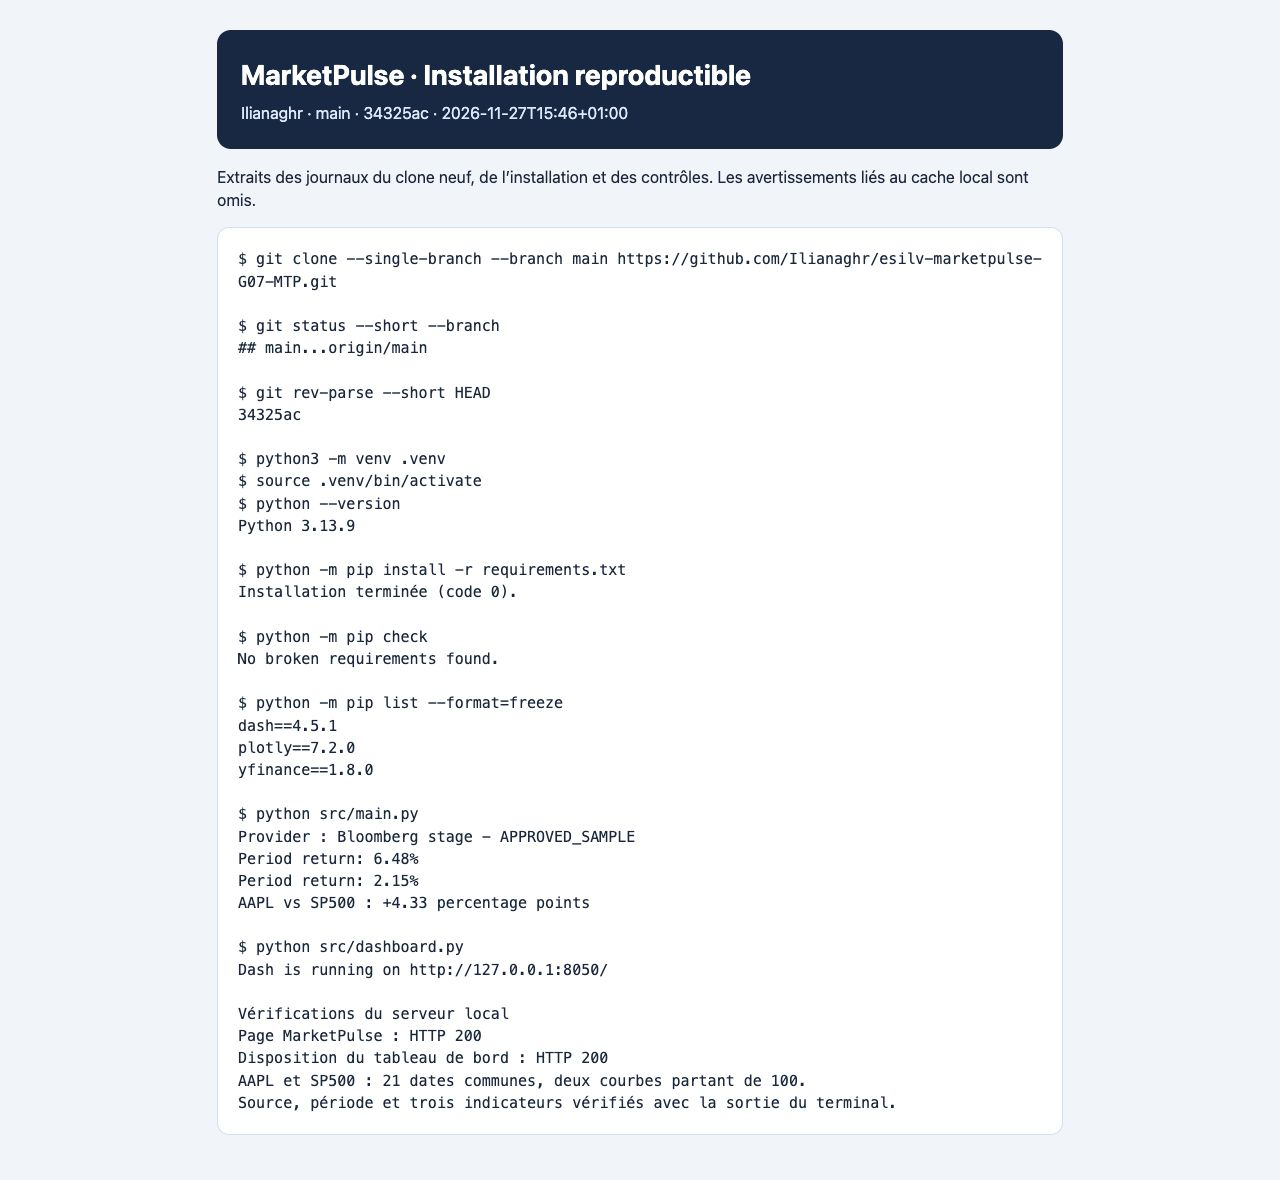 MarketPulse · Installation reproductible
Ilianaghr · main · 34325ac · 2026-11-27T15:46+01:00
Extraits des journaux du clone neuf, de l’installation et des contrôles. Les avertissements liés au cache local sont
omis.
$ git clone --single-branch --branch main https://github.com/Ilianaghr/esilv-marketpulse-
G07-MTP.git
$ git status --short --branch
## main...origin/main
$ git rev-parse --short HEAD
34325ac
$ python3 -m venv .venv
$ source .venv/bin/activate
$ python --version
Python 3.13.9
$ python -m pip install -r requirements.txt
Installation terminée (code 0).
$ python -m pip check
No broken requirements found.
$ python -m pip list --format=freeze
dash==4.5.1
plotly==7.2.0
yfinance==1.8.0
$ python src/main.py
Provider : Bloomberg stage - APPROVED_SAMPLE
Period return: 6.48%
Period return: 2.15%
AAPL vs SP500 : +4.33 percentage points
$ python src/dashboard.py
Dash is running on http://127.0.0.1:8050/
Vérifications du serveur local
Page MarketPulse : HTTP 200
Disposition du tableau de bord : HTTP 200
AAPL et SP500 : 21 dates communes, deux courbes partant de 100.
Source, période et trois indicateurs vérifiés avec la sortie du terminal.